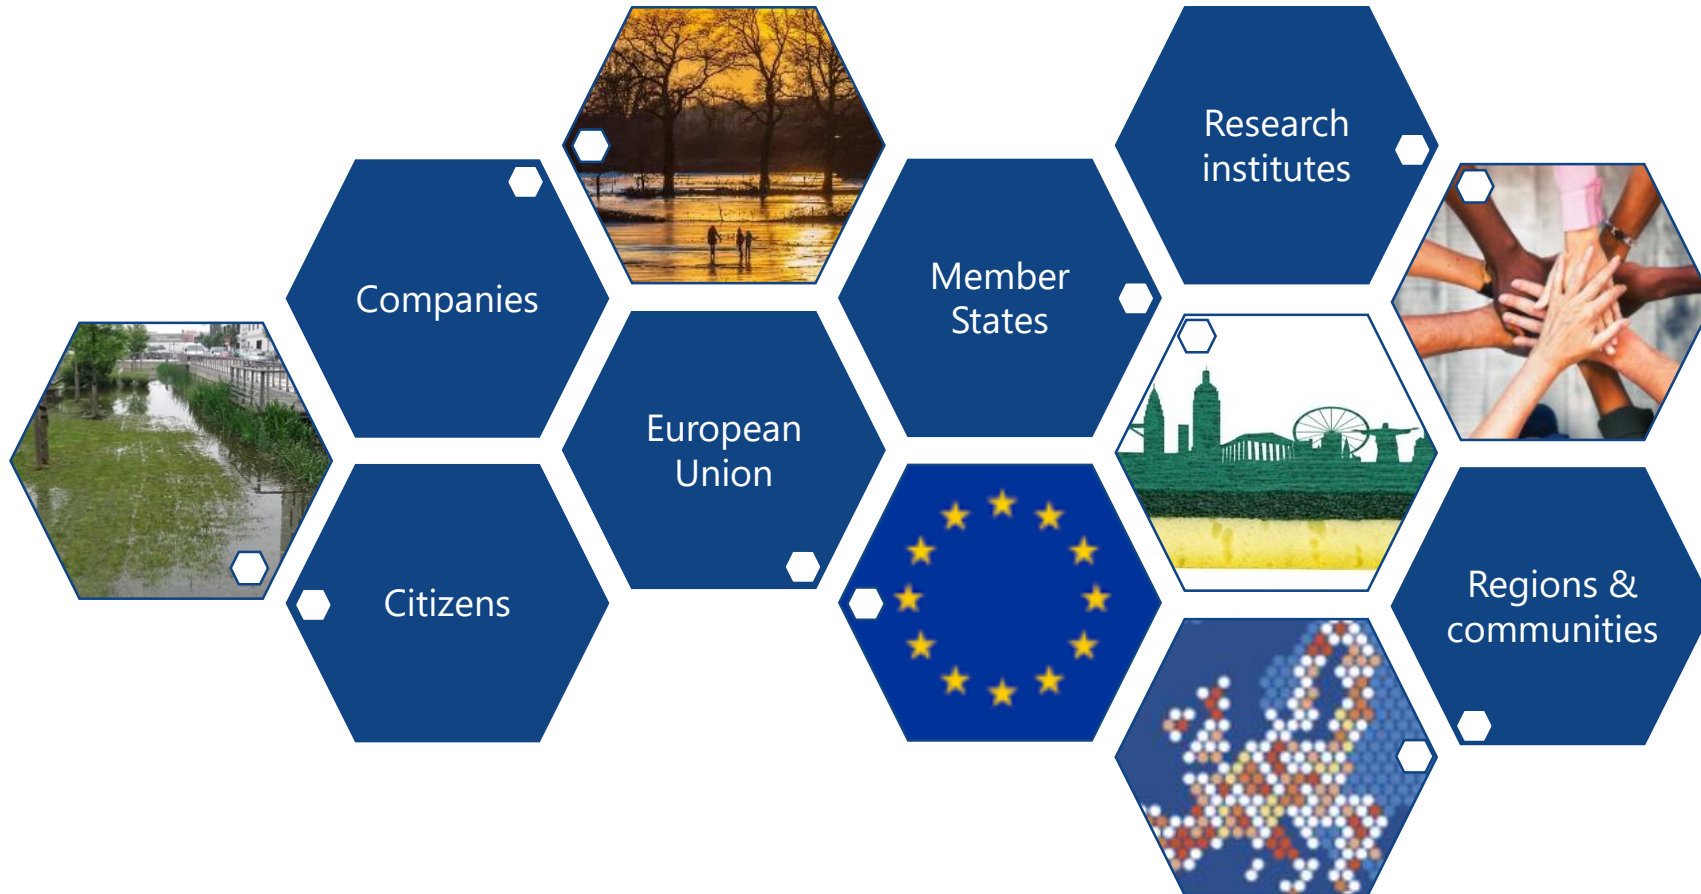 Companies
Citizens
European
Union
Member
States
Research
institutes
Regions &
communities